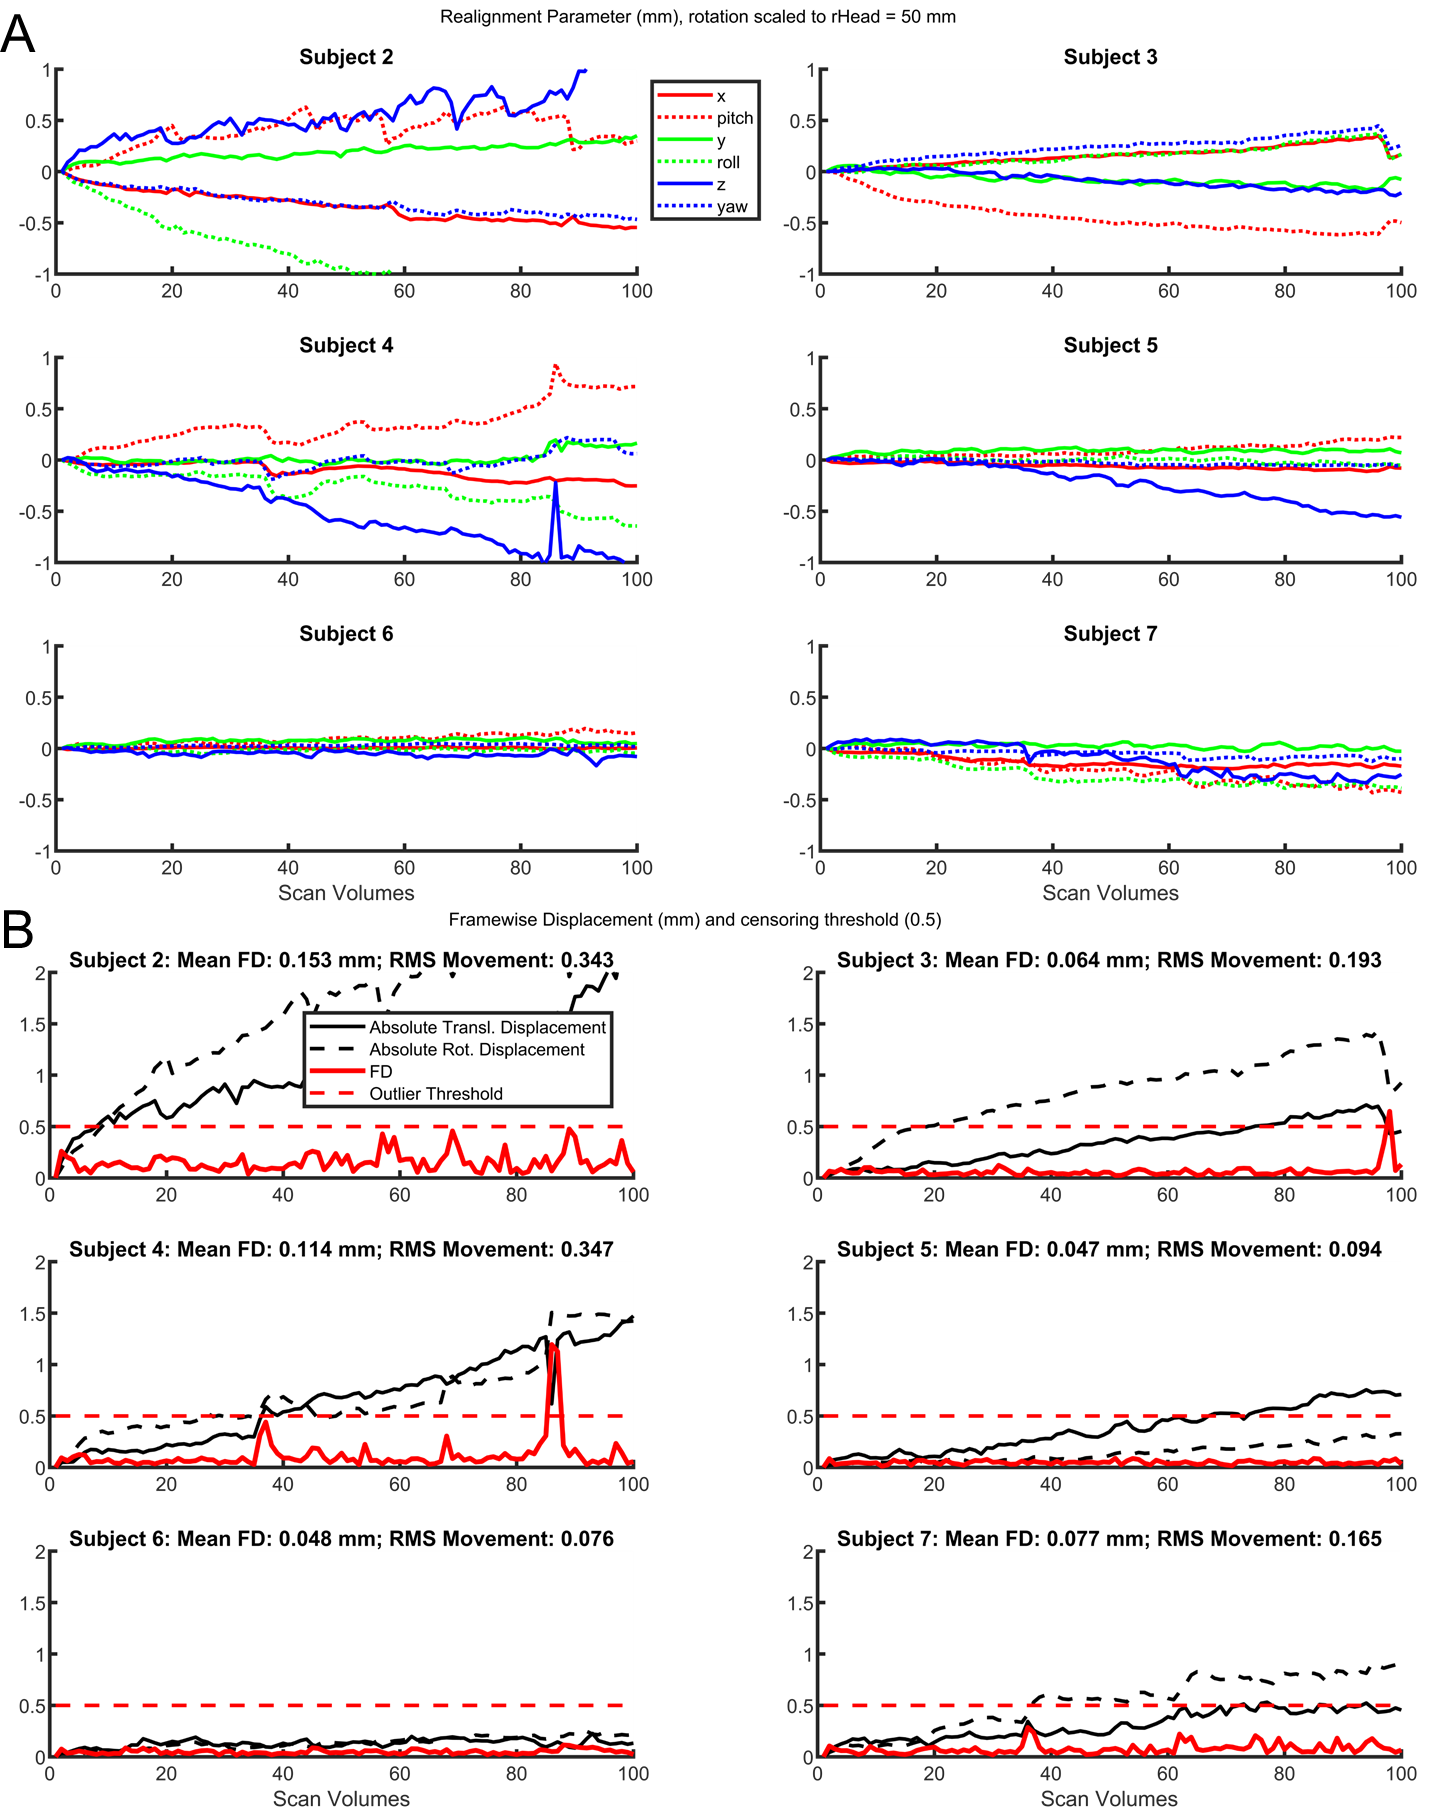 A
Realignment Parameter (mm), rotation scaled to rHead = 50 mm
Subject 2
1
0.5
0
-0.5
-1
0 20 40 60 80 100
x
pitch
y
roll
z
yaw
Subject 3
1
0.5
0
-0.5
-1
0 20 40 60 80 100
Subject 4
1
0.5
0
-0.5
-1
0 20 40 60 80 100
Subject 5
1
0.5
0
-0.5
-1
0 20 40 60 80 100
Subject 6
1
0.5
0
-0.5
-1
0 20 40 60 80 100
Scan Volumes
Subject 7
1
0.5
0
-0.5
-1
0 20 40 60 80 100
Scan Volumes
B
Framewise Displacement (mm) and censoring threshold (0.5)
Subject 2: Mean FD: 0.153 mm; RMS Movement: 0.343
2
1.5
1
0.5
0
0 20 40 60 80 100
Absolute Transl. Displacement
Absolute Rot. Displacement
FD
Outlier Threshold
Subject 3: Mean FD: 0.064 mm; RMS Movement: 0.193
2
1.5
1
0.5
0
0 20 40 60 80 100
Subject 4: Mean FD: 0.114 mm; RMS Movement: 0.347
2
1.5
1
0.5
0
0 20 40 60 80 100
Subject 5: Mean FD: 0.047 mm; RMS Movement: 0.094
2
1.5
1
0.5
0
0 20 40 60 80 100
Subject 6: Mean FD: 0.048 mm; RMS Movement: 0.076
2
1.5
1
0.5
0
0 20 40 60 80 100
Scan Volumes
Subject 7: Mean FD: 0.077 mm; RMS Movement: 0.165
2
1.5
1
0.5
0
0 20 40 60 80 100
Scan Volumes